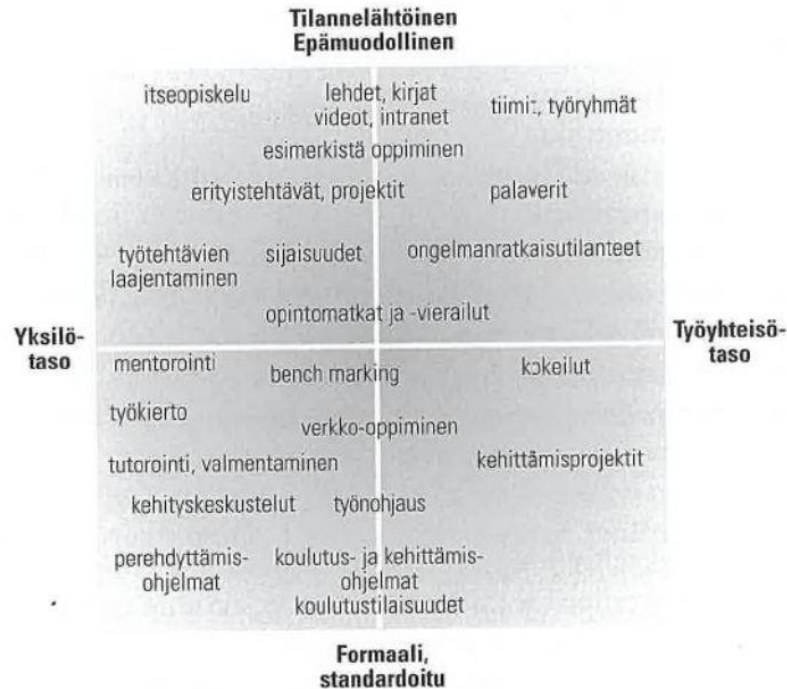 Tilannelähtöinen
Epämuodollinen
itseopiskelu
lehdet, kirjat
videot, intranet
tiimit, työryhmät
esimerkistä oppiminen
erityistehtävät, projektit
palaverit
työtehtävien
laajentaminen
sijaisuudet
ongelmanratkaisutilanteet
opintomatkat ja -vierailut
Yksilö-
taso
Työyhteisö-
taso
mentorointi
bench marking
kokeilut
työkierto
verkko-oppiminen
tutorointi, valmentaminen
kehittämisprojektit
kehityskeskustelut
työnohjaus
perehdyttämis-
ohjelmat
koulutus- ja kehittämis-
ohjelmat
koulutustilaisuudet
Formaali,
standardoitu